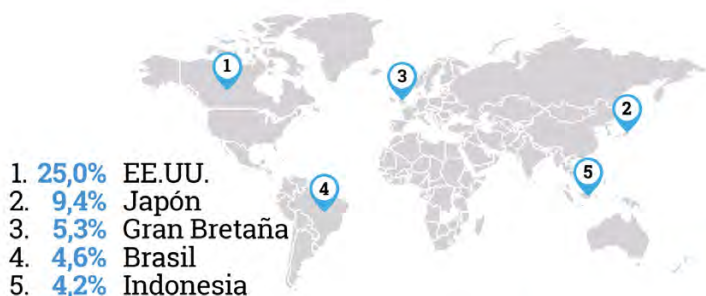 1
3
2
5
4
1. 25,0% EE.UU.
2. 9,4% Japón
3. 5,3% Gran Bretaña
4. 4,6% Brasil
5. 4,2% Indonesia